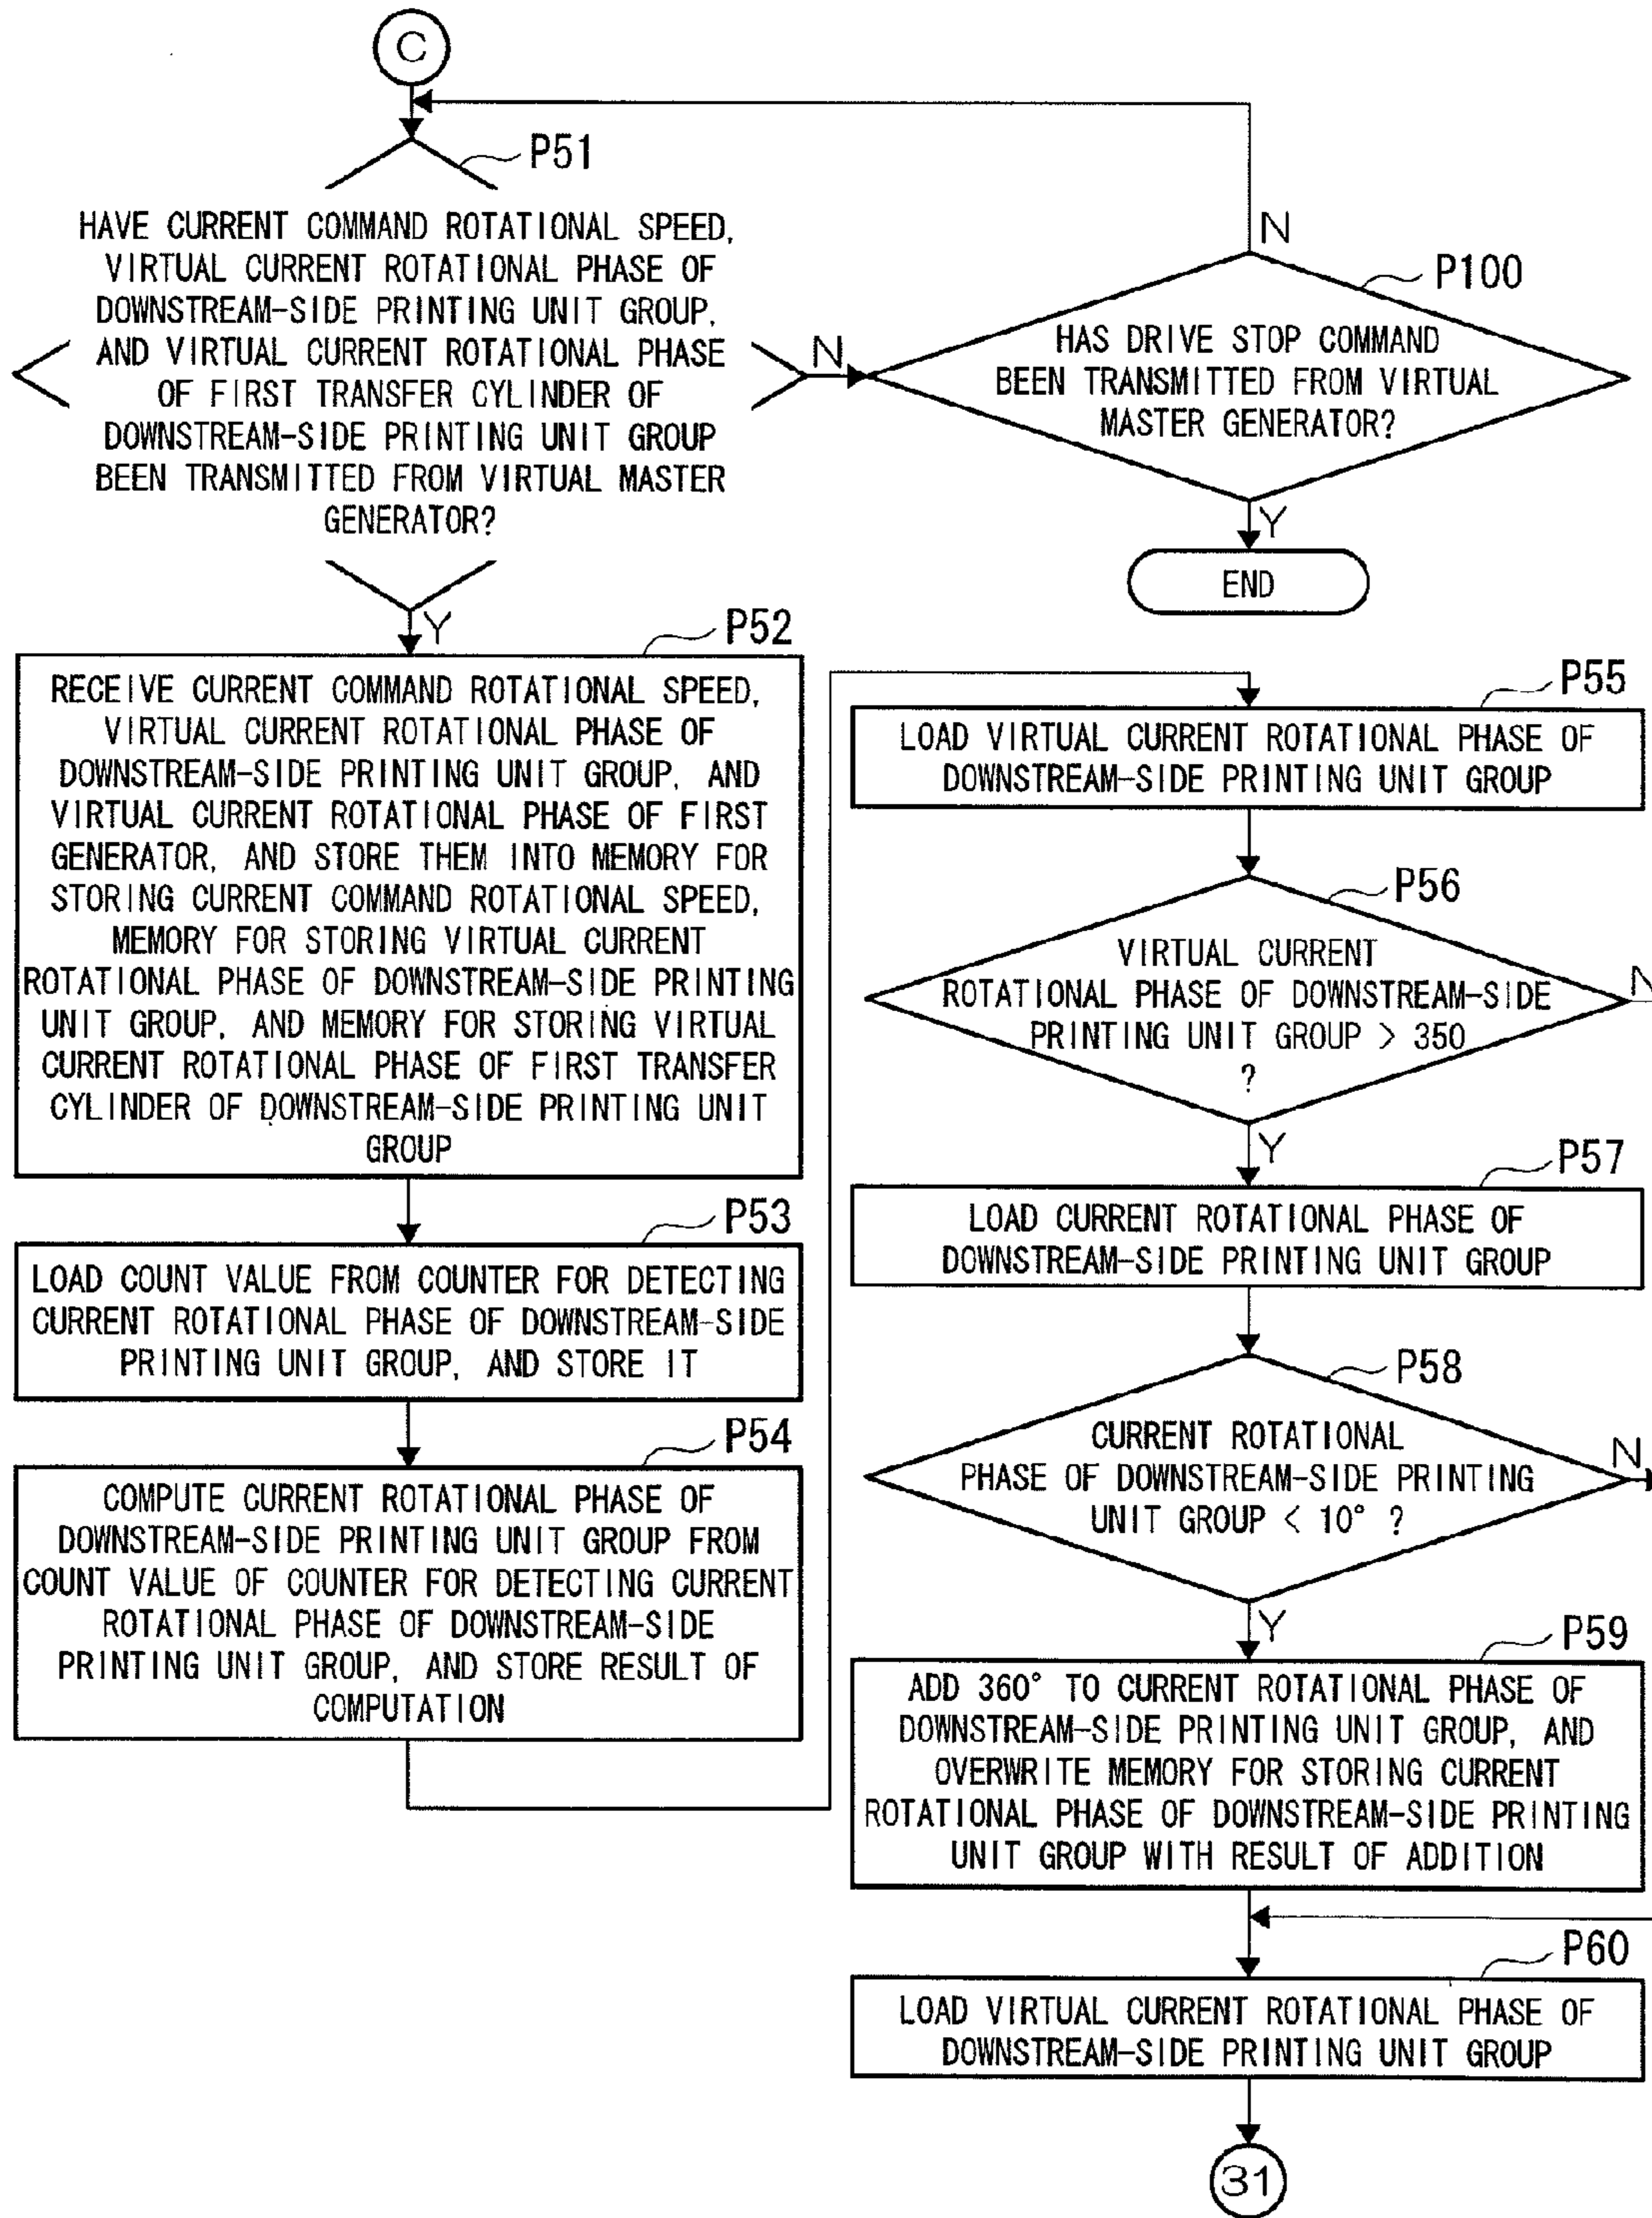 C
P51
HAVE CURRENT COMMAND ROTATIONAL SPEED,
VIRTUAL CURRENT ROTATIONAL PHASE OF
DOWNSTREAM-SIDE PRINTING UNIT GROUP,
AND VIRTUAL CURRENT ROTATIONAL PHASE
OF FIRST TRANSFER CYLINDER OF
DOWNSTREAM-SIDE PRINTING UNIT GROUP
BEEN TRANSMITTED FROM VIRTUAL MASTER
GENERATOR?
N
Y
N
P100
HAS DRIVE STOP COMMAND
BEEN TRANSMITTED FROM VIRTUAL
MASTER GENERATOR?
Y
END
P52
RECEIVE CURRENT COMMAND ROTATIONAL SPEED,
VIRTUAL CURRENT ROTATIONAL PHASE OF
DOWNSTREAM-SIDE PRINTING UNIT GROUP, AND
VIRTUAL CURRENT ROTATIONAL PHASE OF FIRST
GENERATOR, AND STORE THEM INTO MEMORY FOR
STORING CURRENT COMMAND ROTATIONAL SPEED,
MEMORY FOR STORING VIRTUAL CURRENT
ROTATIONAL PHASE OF DOWNSTREAM-SIDE PRINTING
UNIT GROUP, AND MEMORY FOR STORING VIRTUAL
CURRENT ROTATIONAL PHASE OF FIRST TRANSFER
CYLINDER OF DOWNSTREAM-SIDE PRINTING UNIT
GROUP
P53
LOAD COUNT VALUE FROM COUNTER FOR DETECTING
CURRENT ROTATIONAL PHASE OF DOWNSTREAM-SIDE
PRINTING UNIT GROUP, AND STORE IT
P54
COMPUTE CURRENT ROTATIONAL PHASE OF
DOWNSTREAM-SIDE PRINTING UNIT GROUP FROM
COUNT VALUE OF COUNTER FOR DETECTING CURRENT
ROTATIONAL PHASE OF DOWNSTREAM-SIDE
PRINTING UNIT GROUP, AND STORE RESULT OF
COMPUTATION
P55
LOAD VIRTUAL CURRENT ROTATIONAL PHASE OF
DOWNSTREAM-SIDE PRINTING UNIT GROUP
P56
VIRTUAL CURRENT
ROTATIONAL PHASE OF DOWNSTREAM-SIDE
PRINTING UNIT GROUP > 350
?
N
Y
P57
LOAD CURRENT ROTATIONAL PHASE OF
DOWNSTREAM-SIDE PRINTING UNIT GROUP
P58
CURRENT ROTATIONAL
PHASE OF DOWNSTREAM-SIDE PRINTING
UNIT GROUP < 10° ?
N
Y
P59
ADD 360° TO CURRENT ROTATIONAL PHASE OF
DOWNSTREAM-SIDE PRINTING UNIT GROUP, AND
OVERWRITE MEMORY FOR STORING CURRENT
ROTATIONAL PHASE OF DOWNSTREAM-SIDE PRINTING
UNIT GROUP WITH RESULT OF ADDITION
P60
LOAD VIRTUAL CURRENT ROTATIONAL PHASE OF
DOWNSTREAM-SIDE PRINTING UNIT GROUP
31